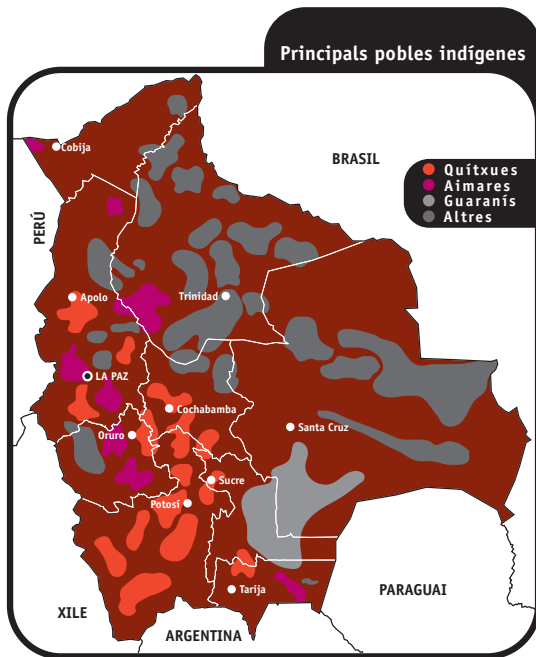 Principals pobles indígenes
Cobija
BRASIL
Quítxues
Aimares
Guaranís
Altres
PERÚ
Apolo
Trinidad
LA PAZ
Cochabamba
Santa Cruz
Oruro
Sucre
Potosí
Tarija
PARAGUAI
XILE
ARGENTINA